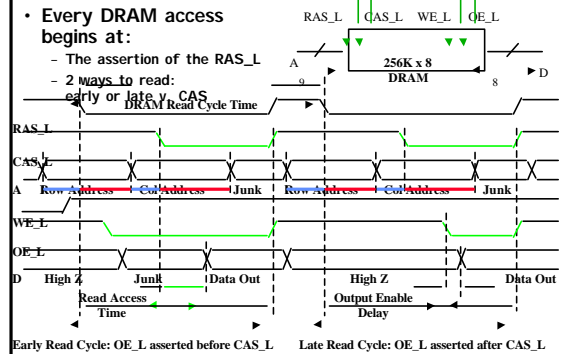 • Every DRAM access
begins at:
– The assertion of the RAS_L
– 2 ways to read:
early or late v. CAS
RAS_L CAS_L WE_L OE_L
A 256K x 8 D
DRAM
9 8
DRAM Read Cycle Time
RAS_L
CAS_L
A Row Address Col Address Junk Row Address Col Address Junk
WE_L
OE_L
D High Z Junk Data Out High Z Data Out
Read Access Output Enable
Time Delay
Early Read Cycle: OE_L asserted before CAS_L Late Read Cycle: OE_L asserted after CAS_L